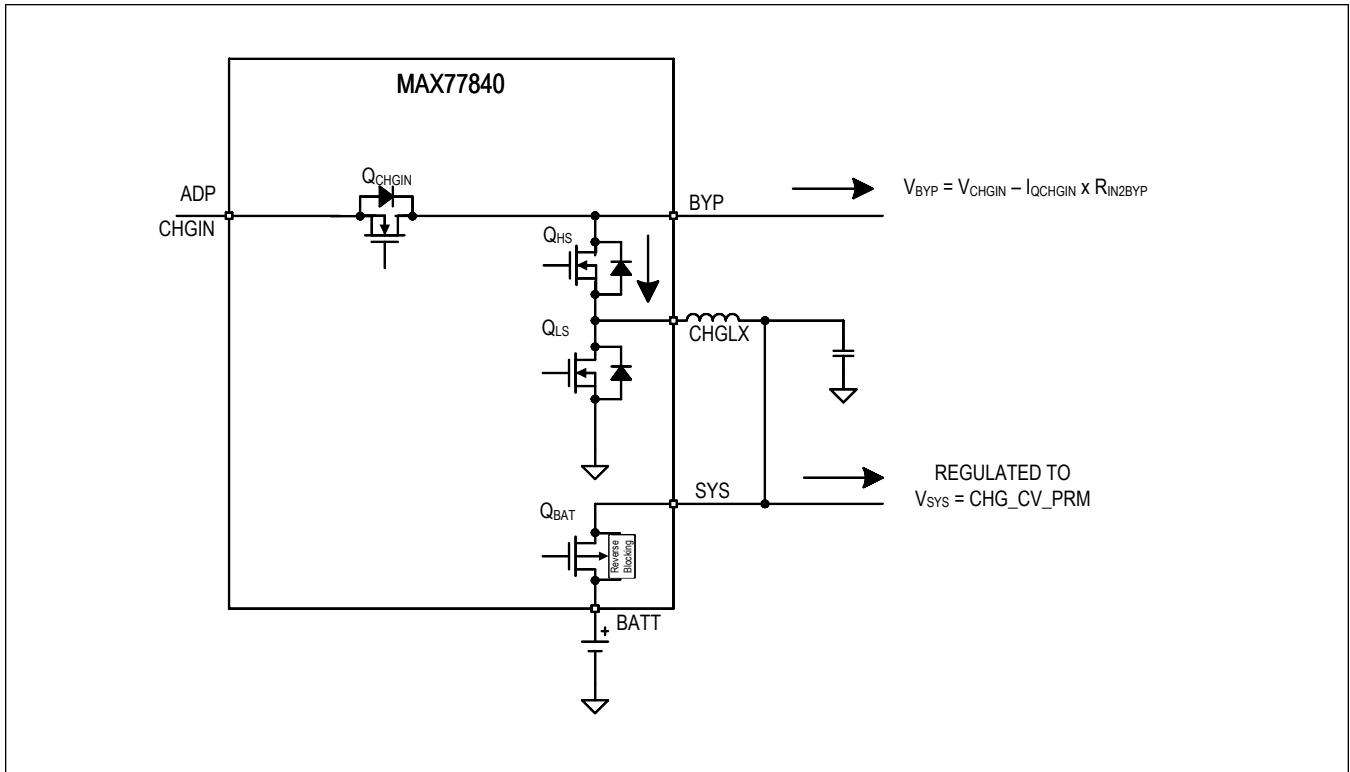 MAX77840
QCHGIN
ADP
CHGIN
BYP
VBYP = VCHGIN – IQCHGIN x RIN2BYP
QHS
QLS
CHGLX
SYS
REGULATED TO
VSYS = CHG_CV_PRM
QBAT
Reverse
Blocking
+
BATT